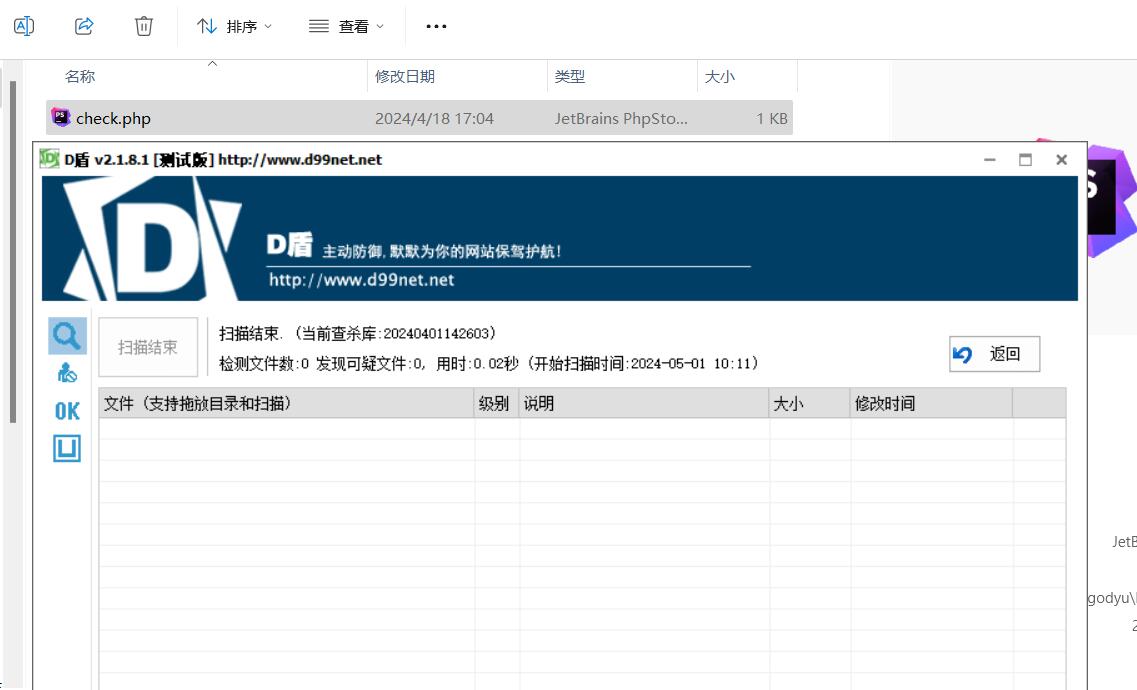 排序
查看
名称 修改日期 类型 大小
check.php 2024/4/18 17:04 JetBrains PhpSto... 1 KB
D盾 v2.1.8.1 [测试版] http://www.d99net.net
D盾 主动防御,默默为你的网站保驾护航!
http://www.d99net.net
扫描结束
扫描结束. (当前查杀库:20240401142603)
检测文件数:0 发现可疑文件:0, 用时:0.02秒 (开始扫描时间:2024-05-01 10:11)
返回
文件 (支持拖放目录和扫描) 级别 说明 大小 修改时间
OK
JetB
godyu\
2